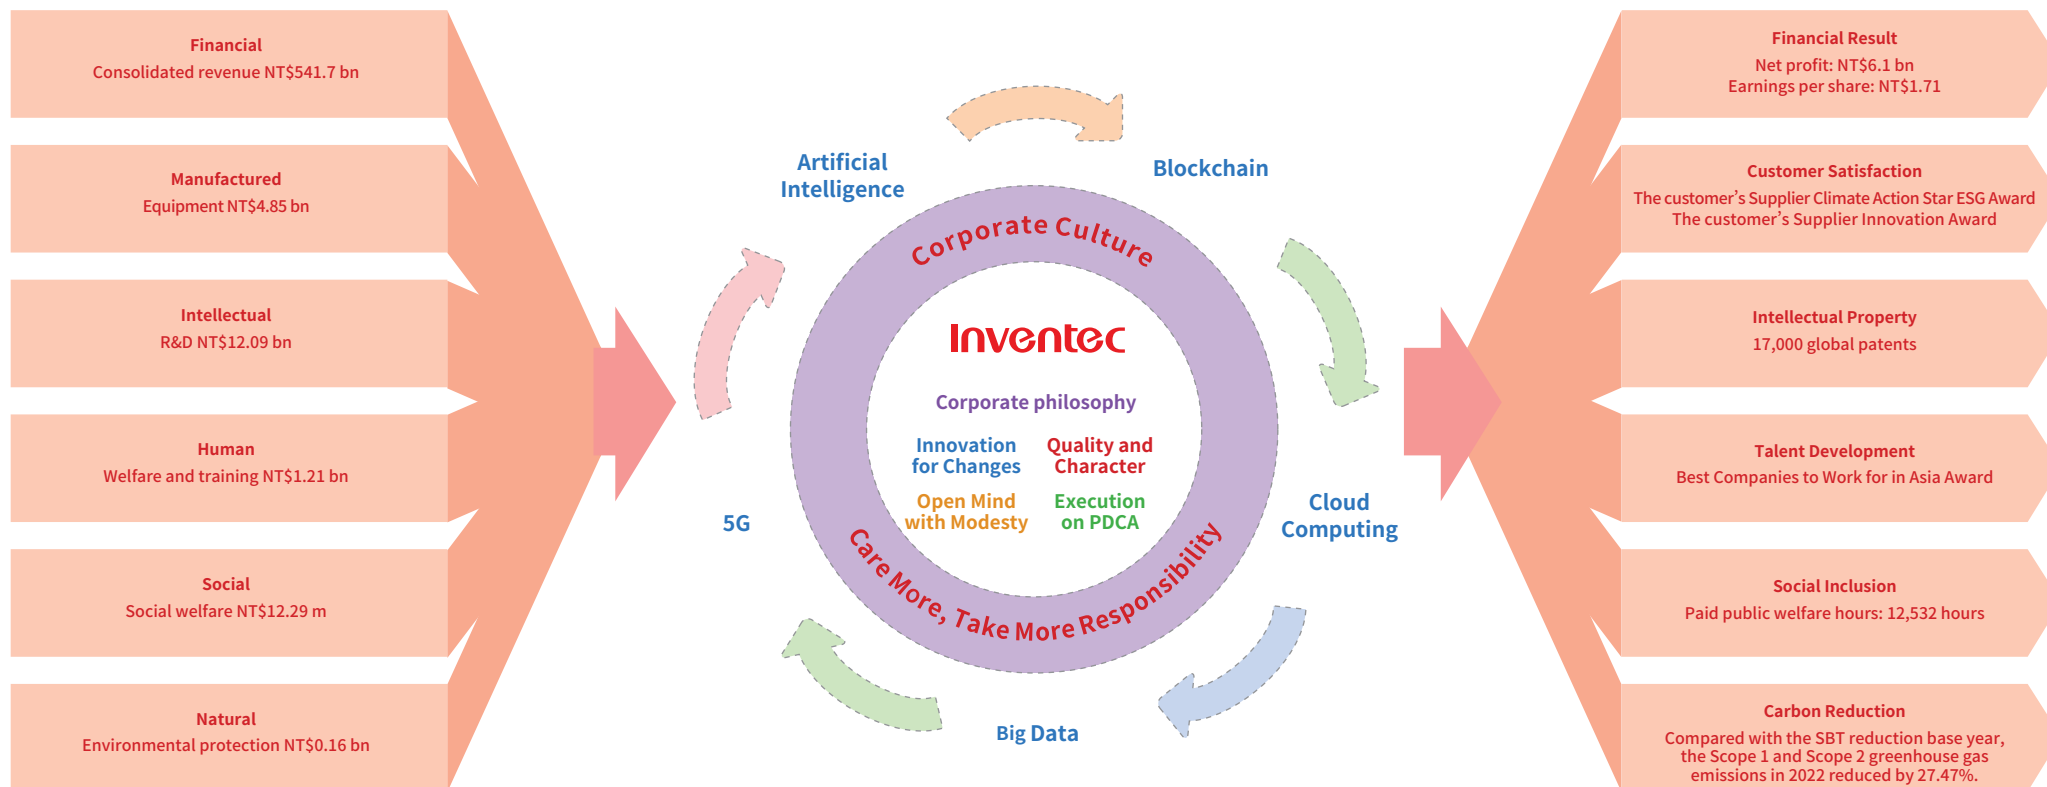 Financial
Consolidated revenue NT$541.7 bn
Manufactured
Equipment NT$4.85 bn
Intellectual
R&D NT$12.09 bn
Human
Welfare and training NT$1.21 bn
Social
Social welfare NT$12.29 m
Natural
Environmental protection NT$0.16 bn
Artificial
Intelligence
Blockchain
Cloud
Computing
Big Data
5G
Corporate Culture
Inventec
Corporate philosophy
Innovation
for Changes
Quality and
Character
Open Mind
with Modesty
Execution
on PDCA
Care More, Take More Responsibility
Financial Result
Net profit: NT$6.1 bn
Earnings per share: NT$1.71
Customer Satisfaction
The customer’s Supplier Climate Action Star ESG Award
The customer’s Supplier Innovation Award
Intellectual Property
17,000 global patents
Talent Development
Best Companies to Work for in Asia Award
Social Inclusion
Paid public welfare hours: 12,532 hours
Carbon Reduction
Compared with the SBT reduction base year,
the Scope 1 and Scope 2 greenhouse gas
emissions in 2022 reduced by 27.47%.